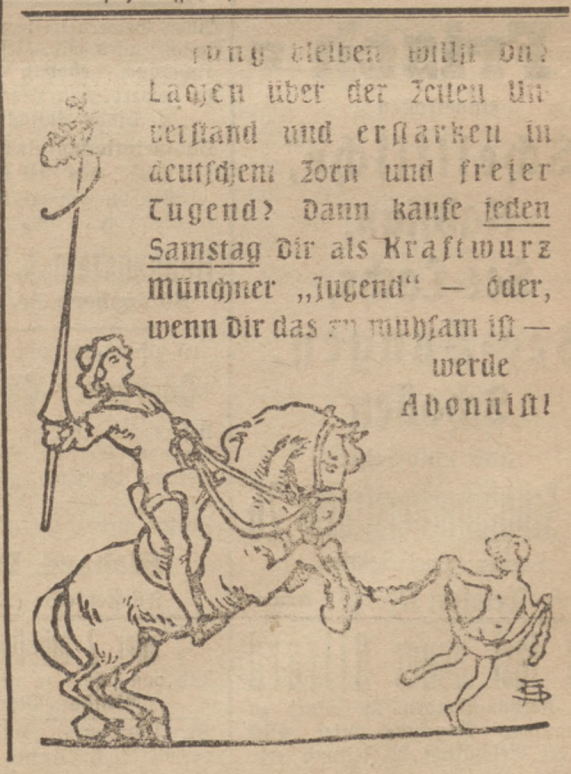 jung bleiben willst Du?
Lachen über der Zeiten Un-
verstand und erstarken in
deutschem Zorn und freier
Tugend? Dann kaufe jeden
Samstag Dir als Kraftwurz
Münchner „Jugend“ — oder,
wenn Dir das zu mühsam ist —
werde
Abonnist!